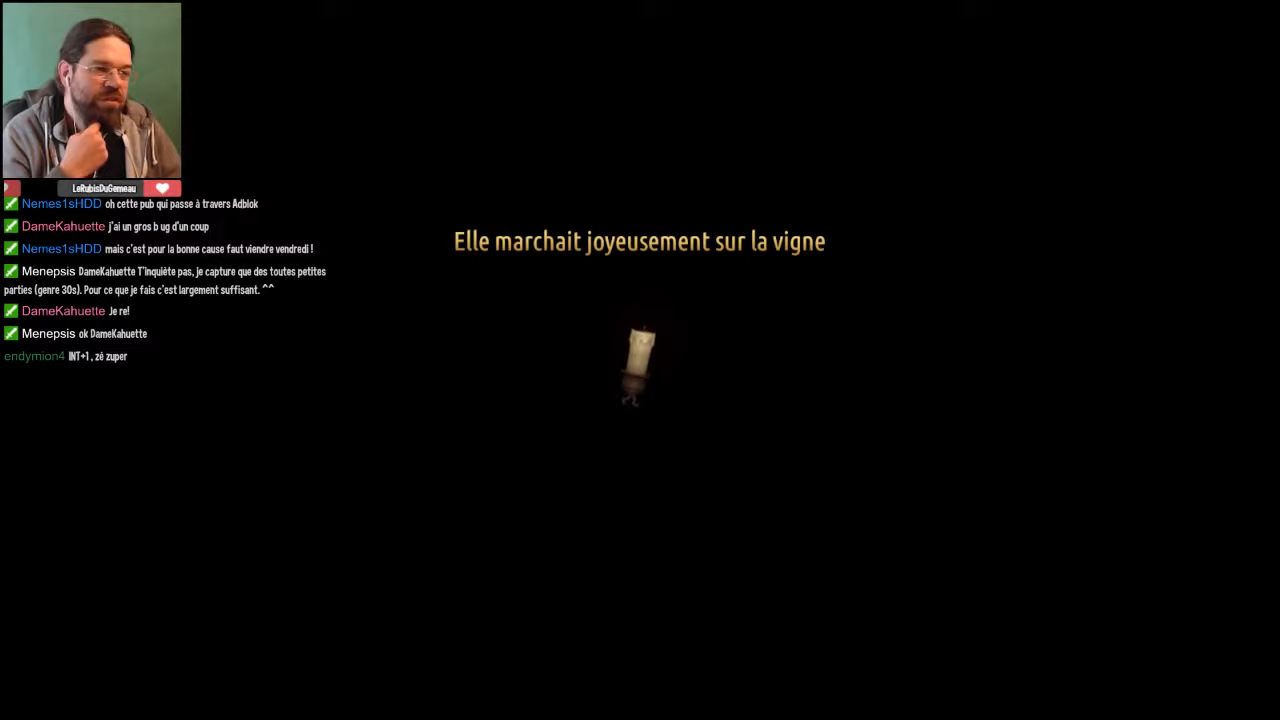 LeRubisDuGemeau
Nemes1sHDD oh cette pub qui passe à travers Adblok
DameKahuette j'ai un gros b ug d'un coup
Nemes1sHDD mais c'est pour la bonne cause faut viendre vendredi !
Menepsis DameKahuette T'inquiète pas, je capture que des toutes petites
parties (genre 30s). Pour ce que je fais c'est largement suffisant. ^^
DameKahuette Je re!
Menepsis ok DameKahuette
endymion4 INT+1 , zé zuper
Elle marchait joyeusement sur la vigne